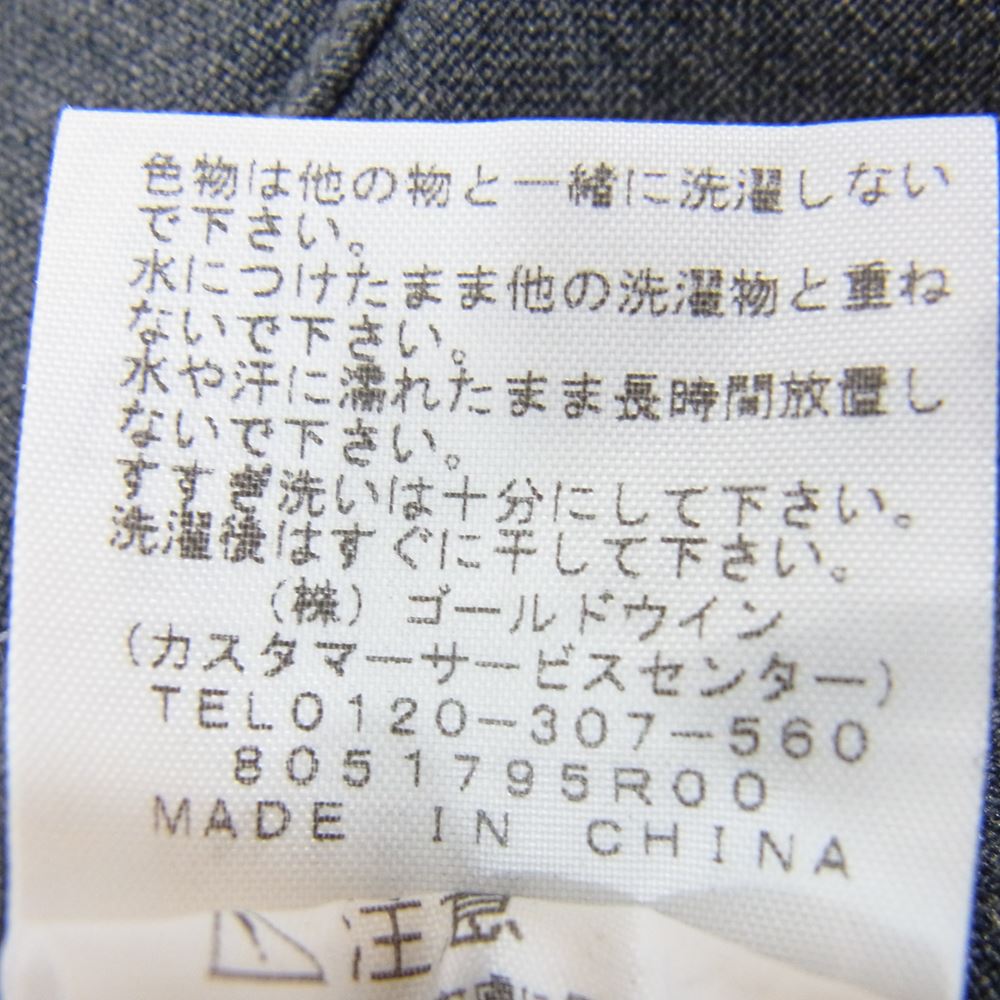 色物は他の物と一緒に洗濯しない
で下さい。
水につけたまま他の洗濯物と重ね
ないで下さい。
水や汗に濡れたまま長時間放置し
ないで下さい。
すすぎ洗いは十分にして下さい。
洗濯後はすぐに干して下さい。
(株) ゴールドウイン
(カスタマーサービスセンター)
TEL0120-307-560
8051795R00
MADE IN CHINA
注意